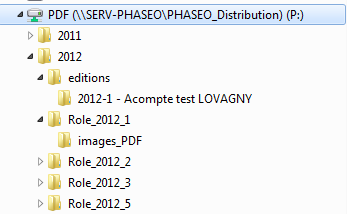 PDF (\\SERV-PHASEO\PHASEO_Distribution) (P:)
2011
2012
editions
2012-1 - Acompte test LOVAGNY
Role_2012_1
images_PDF
Role_2012_2
Role_2012_3
Role_2012_5